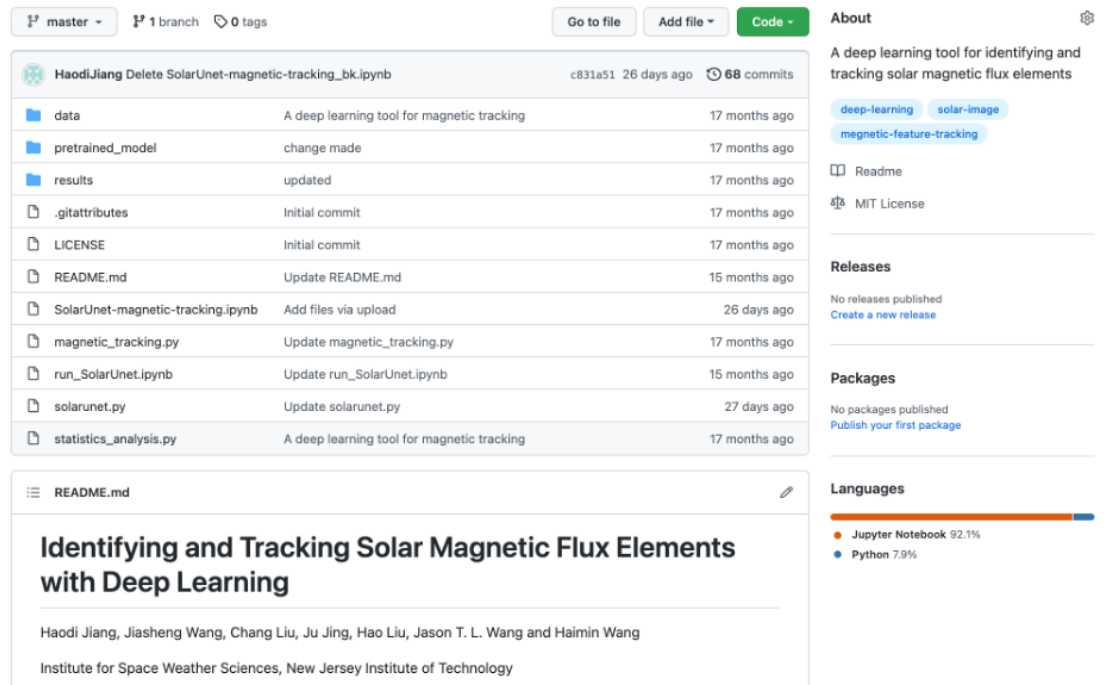 master
1 branch
0 tags
Go to file
Add file
Code
HaodiJiang Delete SolarUnet-magnetic-tracking_bk.ipynb c831a51 26 days ago 68 commits
data A deep learning tool for magnetic tracking 17 months ago
pretrained_model change made 17 months ago
results updated 17 months ago
.gitattributes Initial commit 17 months ago
LICENSE Initial commit 17 months ago
README.md Update README.md 15 months ago
SolarUnet-magnetic-tracking.ipynb Add files via upload 26 days ago
magnetic_tracking.py Update magnetic_tracking.py 17 months ago
run_SolarUnet.ipynb Update run_SolarUnet.ipynb 15 months ago
solarunet.py Update solarunet.py 27 days ago
statistics_analysis.py A deep learning tool for magnetic tracking 17 months ago
README.md
Identifying and Tracking Solar Magnetic Flux Elements
with Deep Learning
Haodi Jiang, Jiasheng Wang, Chang Liu, Ju Jing, Hao Liu, Jason T. L. Wang and Haimin Wang
Institute for Space Weather Sciences, New Jersey Institute of Technology
About
A deep learning tool for identifying and
tracking solar magnetic flux elements
deep-learning solar-image
megnetic-feature-tracking
Readme
MIT License
Releases
No releases published
Create a new release
Packages
No packages published
Publish your first package
Languages
Jupyter Notebook 92.1%
Python 7.9%